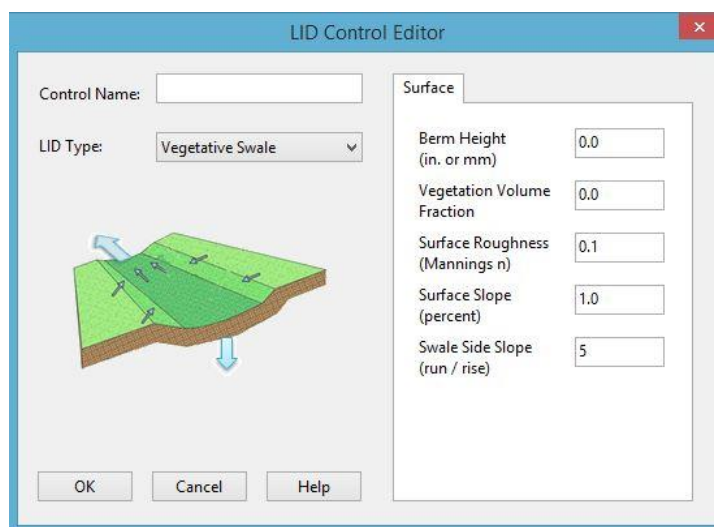 LID Control Editor
×
Control Name:
LID Type:
Vegetative Swale
Surface
Berm Height
(in. or mm)
0.0
Vegetation Volume
Fraction
0.0
Surface Roughness
(Mannings n)
0.1
Surface Slope
(percent)
1.0
Swale Side Slope
(run / rise)
5
OK
Cancel
Help